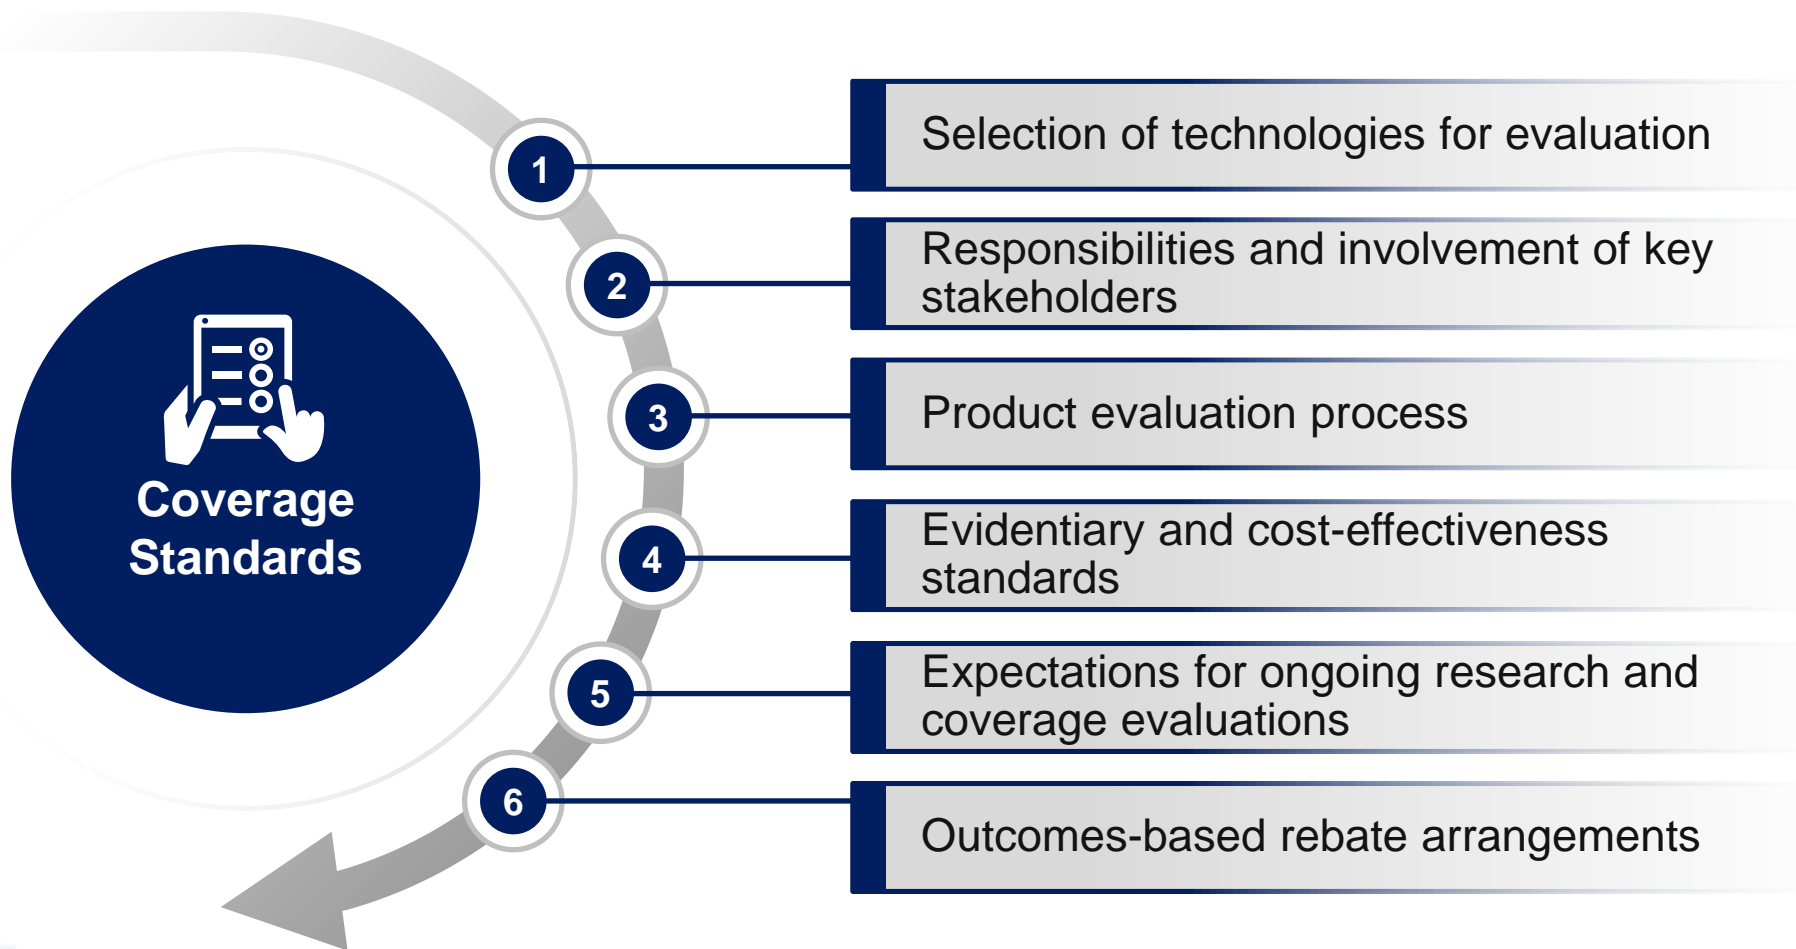 Coverage
Standards
1
Selection of technologies for evaluation
2
Responsibilities and involvement of key
stakeholders
3
Product evaluation process
4
Evidentiary and cost-effectiveness
standards
5
Expectations for ongoing research and
coverage evaluations
6
Outcomes-based rebate arrangements